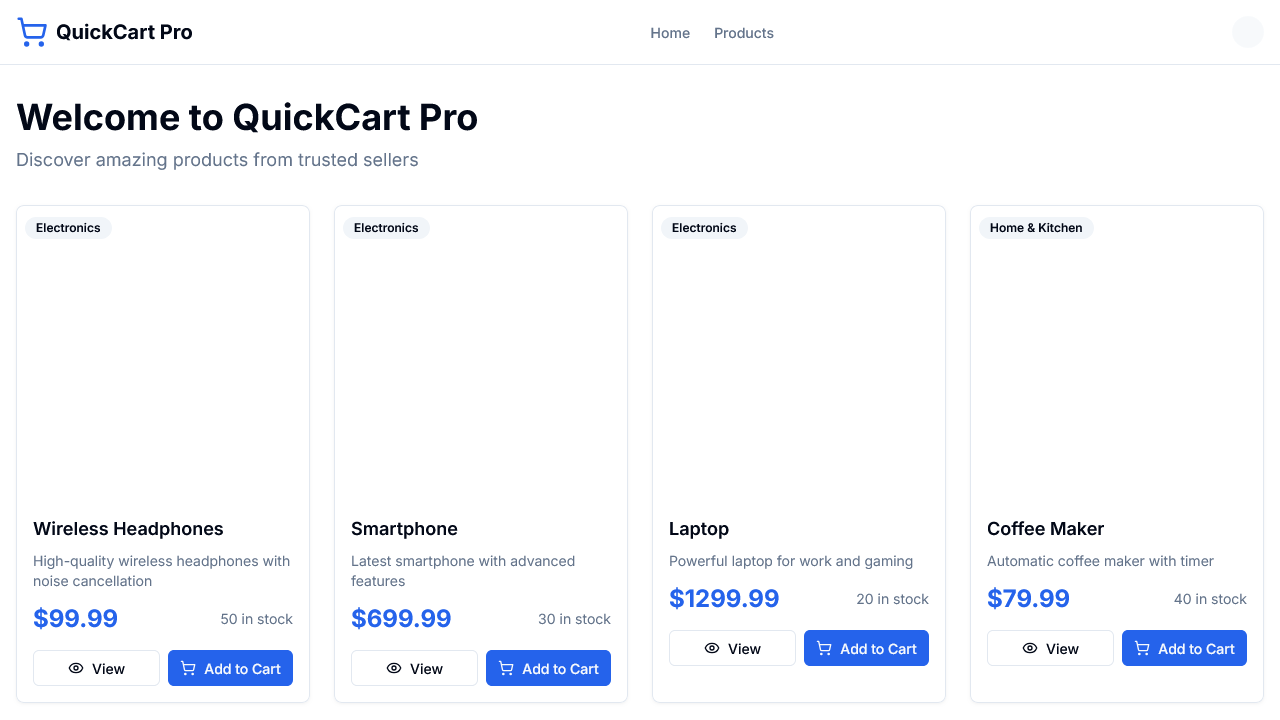 QuickCart Pro
Home
Products
Welcome to QuickCart Pro
Discover amazing products from trusted sellers
Electronics
Electronics
Electronics
Home & Kitchen
Wireless Headphones
High-quality wireless headphones with
noise cancellation
$99.99
50 in stock
View
Add to Cart
Smartphone
Latest smartphone with advanced
features
$699.99
30 in stock
View
Add to Cart
Laptop
Powerful laptop for work and gaming
$1299.99
20 in stock
View
Add to Cart
Coffee Maker
Automatic coffee maker with timer
$79.99
40 in stock
View
Add to Cart